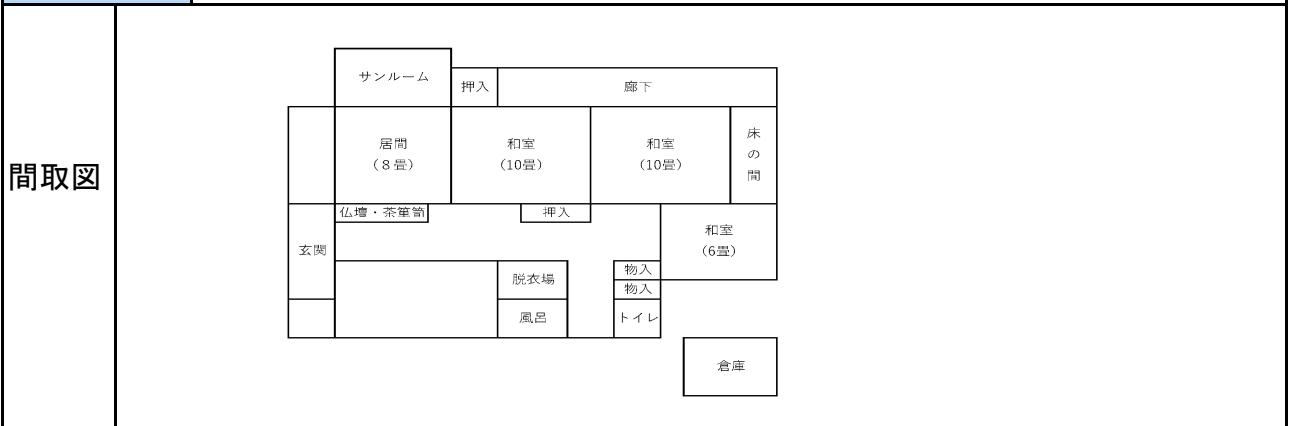 間取図
サンルーム
押入
廊下
居間
(8畳)
和室
(10畳)
和室
(10畳)
床の間
仏壇・茶箪笥
押入
玄関
和室
(6畳)
脱衣場
物入
物入
風呂
トイレ
倉庫